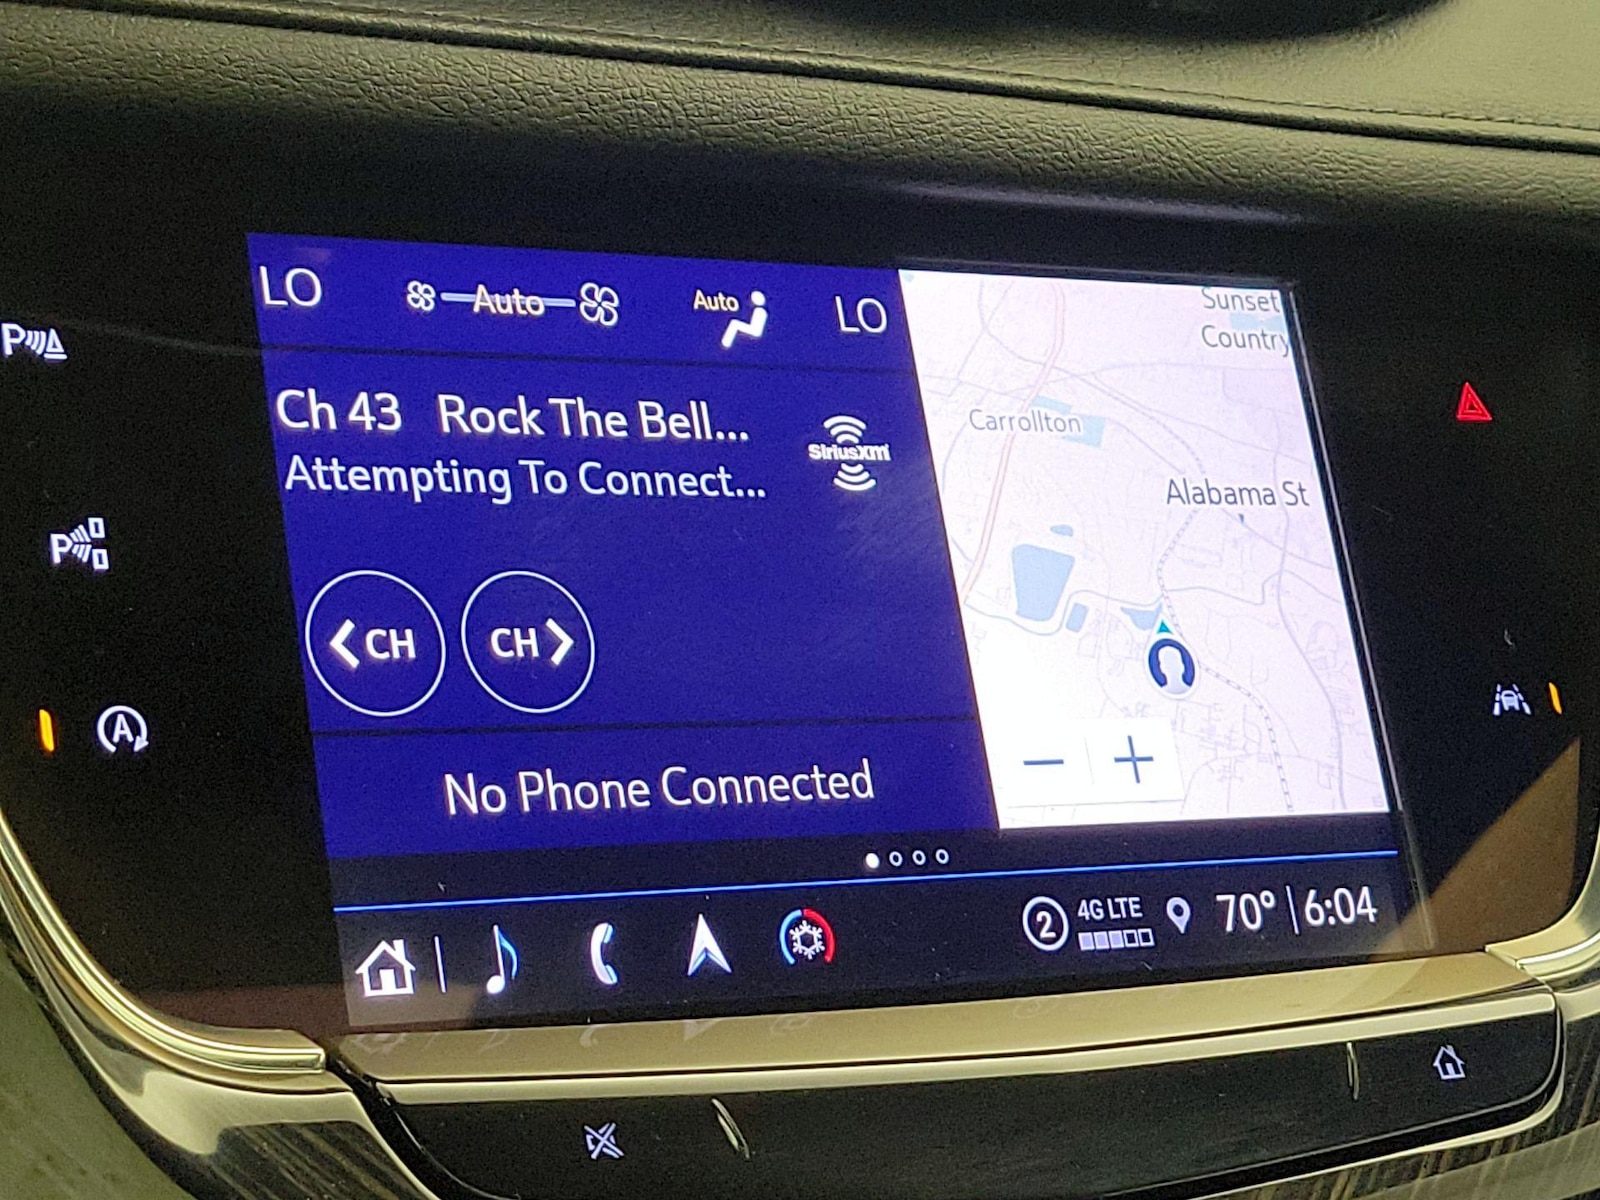 LO Auto Auto LO
Ch 43 Rock The Bell...
SiriusXM
Attempting To Connect...
CH CH
No Phone Connected
Sunset
Country
Carrollton
Alabama St
− +
2 4G LTE 70° 6:04
P
P
A